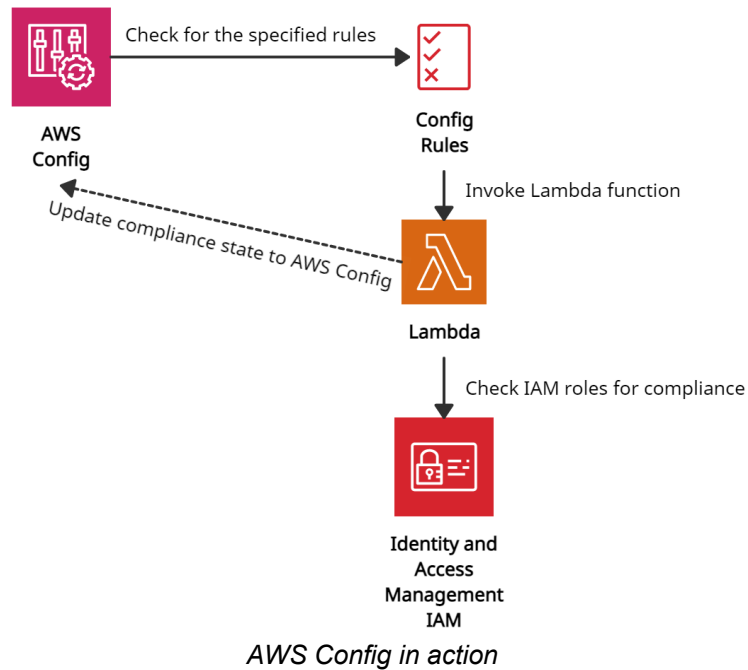 Check for the specified rules
AWS
Config
Config
Rules
Invoke Lambda function
Update compliance state to AWS Config
Lambda
Check IAM roles for compliance
Identity and
Access
Management
IAM
AWS Config in action